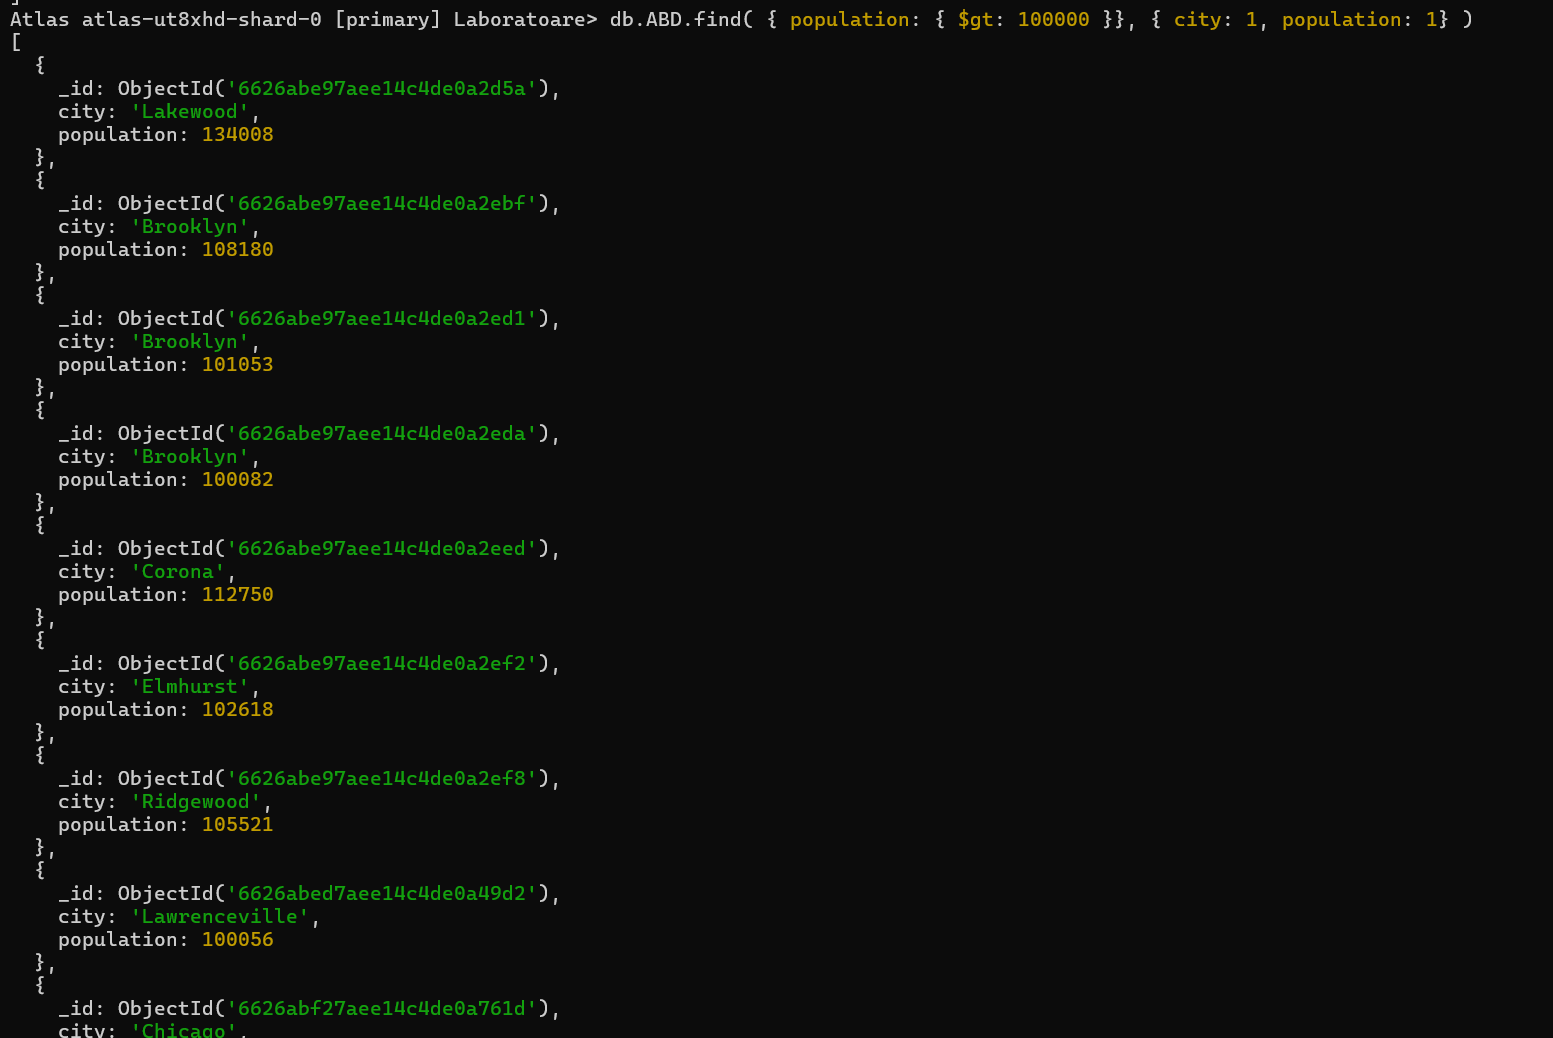 ]
Atlas atlas-ut8xhd-shard-0 [primary] Laboratoare> db.ABD.find( { population: { $gt: 100000 }}, { city: 1, population: 1} )
[
  {
    _id: ObjectId('6626abe97aee14c4de0a2d5a'),
    city: 'Lakewood',
    population: 134008
  },
  {
    _id: ObjectId('6626abe97aee14c4de0a2ebf'),
    city: 'Brooklyn',
    population: 108180
  },
  {
    _id: ObjectId('6626abe97aee14c4de0a2ed1'),
    city: 'Brooklyn',
    population: 101053
  },
  {
    _id: ObjectId('6626abe97aee14c4de0a2eda'),
    city: 'Brooklyn',
    population: 100082
  },
  {
    _id: ObjectId('6626abe97aee14c4de0a2eed'),
    city: 'Corona',
    population: 112750
  },
  {
    _id: ObjectId('6626abe97aee14c4de0a2ef2'),
    city: 'Elmhurst',
    population: 102618
  },
  {
    _id: ObjectId('6626abe97aee14c4de0a2ef8'),
    city: 'Ridgewood',
    population: 105521
  },
  {
    _id: ObjectId('6626abed7aee14c4de0a49d2'),
    city: 'Lawrenceville',
    population: 100056
  },
  {
    _id: ObjectId('6626abf27aee14c4de0a761d'),
    city: 'Chicago',